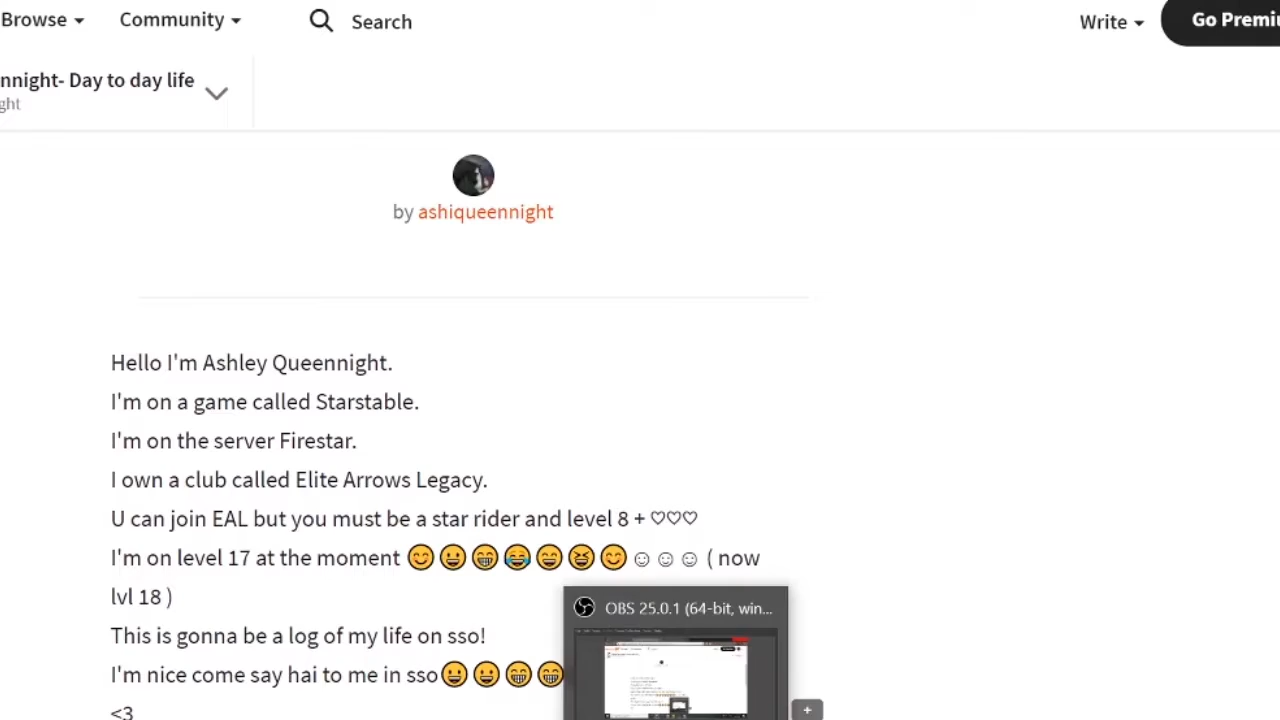 Browse Community Search Write Go Premiu
nnight- Day to day life
ght
by ashiqueennight
Hello I'm Ashley Queennight.
I'm on a game called Starstable.
I'm on the server Firestar.
I own a club called Elite Arrows Legacy.
U can join EAL but you must be a star rider and level 8 + ♡♡♡
I'm on level 17 at the moment 😊😀😁😂😄😆😊☺☺☺ ( now
lvl 18 )
This is gonna be a log of my life on sso!
I'm nice come say hai to me in sso😀😀😁😁
<3
OBS 25.0.1 (64-bit, win...